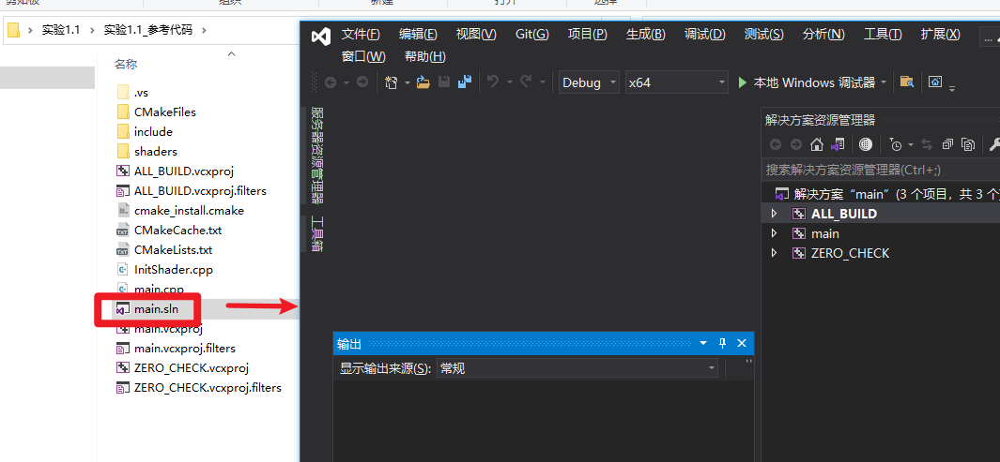 剪贴板 组织 新建 打开 选择
实验1.1 > 实验1.1_参考代码 >
名称
.vs
CMakeFiles
include
shaders
ALL_BUILD.vcxproj
ALL_BUILD.vcxproj.filters
cmake_install.cmake
CMakeCache.txt
CMakeLists.txt
InitShader.cpp
main.cpp
main.sln
main.vcxproj
main.vcxproj.filters
ZERO_CHECK.vcxproj
ZERO_CHECK.vcxproj.filters
文件(F) 编辑(E) 视图(V) Git(G) 项目(P) 生成(B) 调试(D) 测试(S) 分析(N) 工具(T) 扩展(X) ...
窗口(W) 帮助(H)
Debug x64 本地 Windows 调试器
服务器资源管理器
工具箱
解决方案资源管理器
搜索解决方案资源管理器(Ctrl+;)
解决方案“main”(3 个项目，共 3 个)
ALL_BUILD
main
ZERO_CHECK
输出
显示输出来源(S): 常规